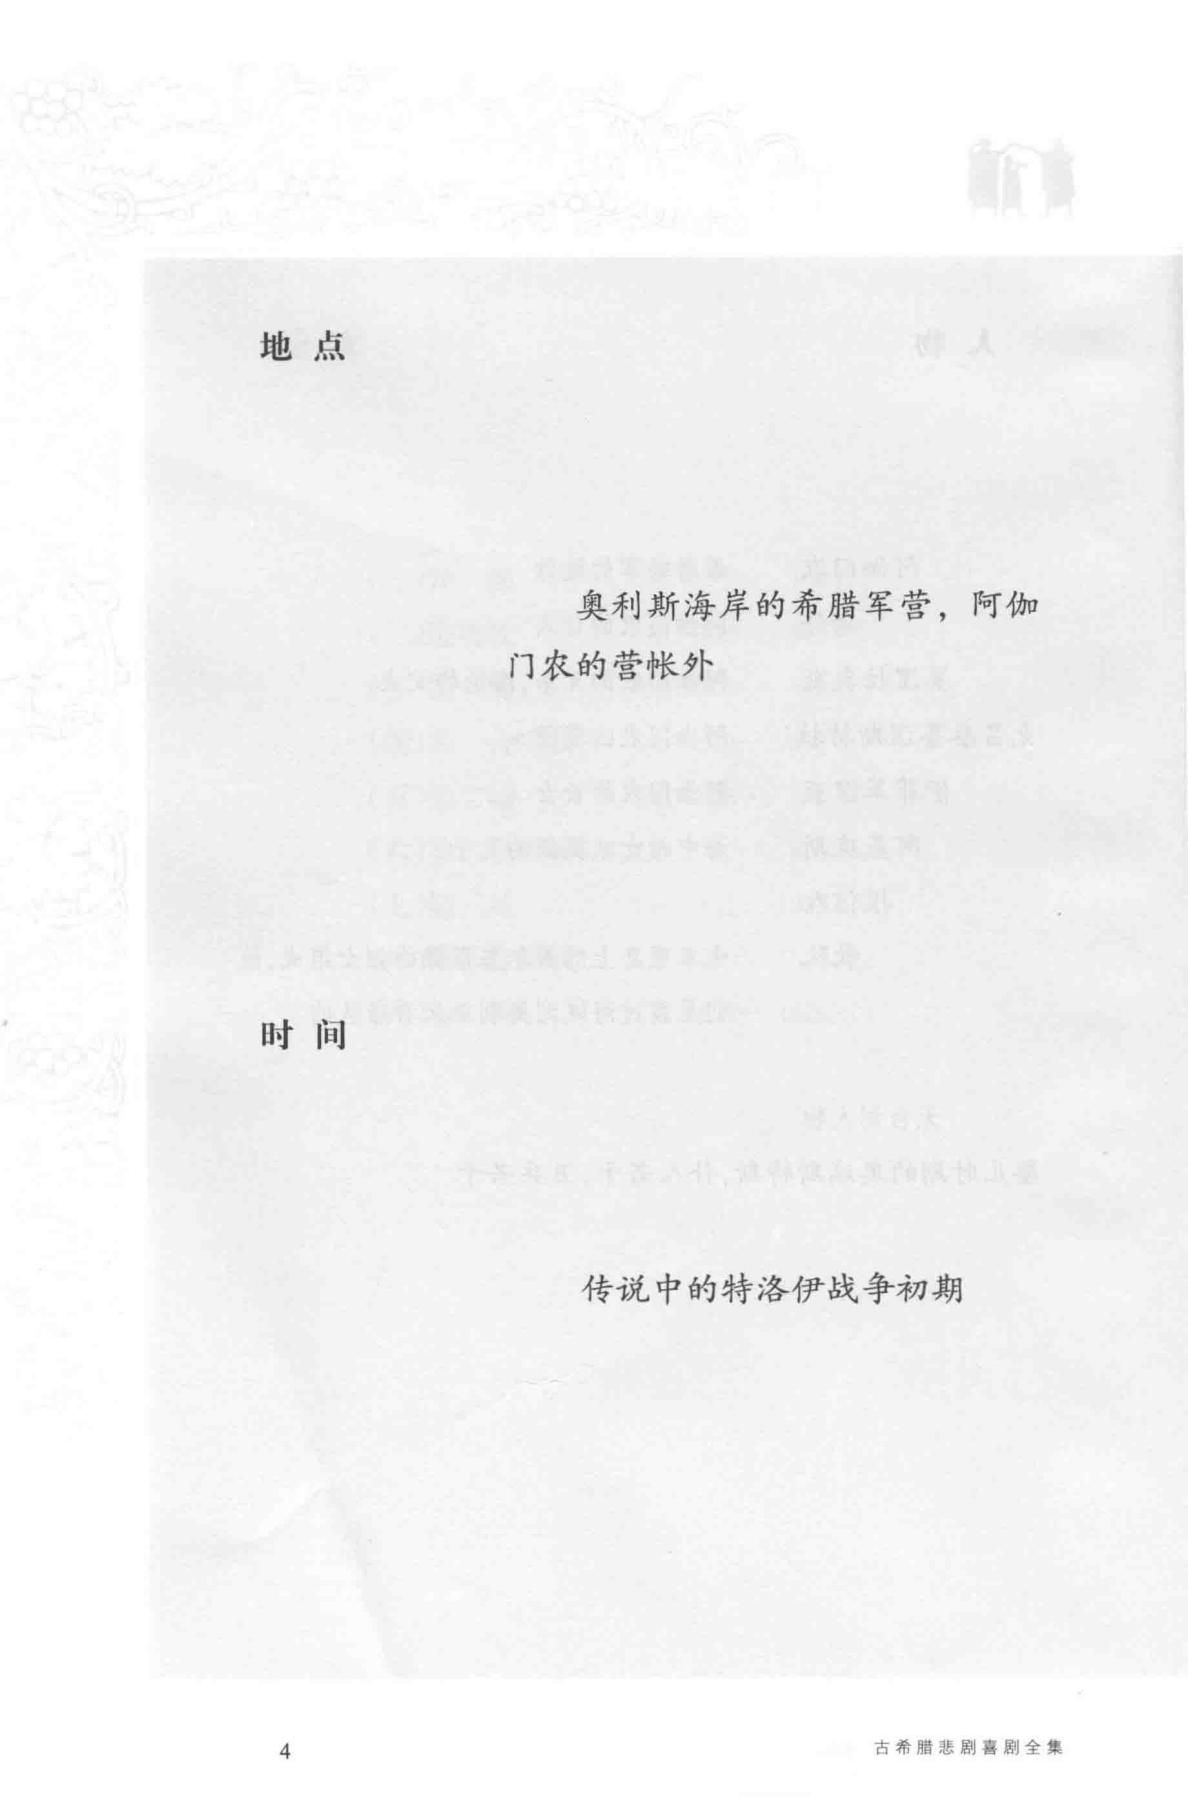 地 点
奥利斯海岸的希腊军营，阿伽
门农的营帐外
时 间
传说中的特洛伊战争初期
4
古希腊悲剧喜剧全集